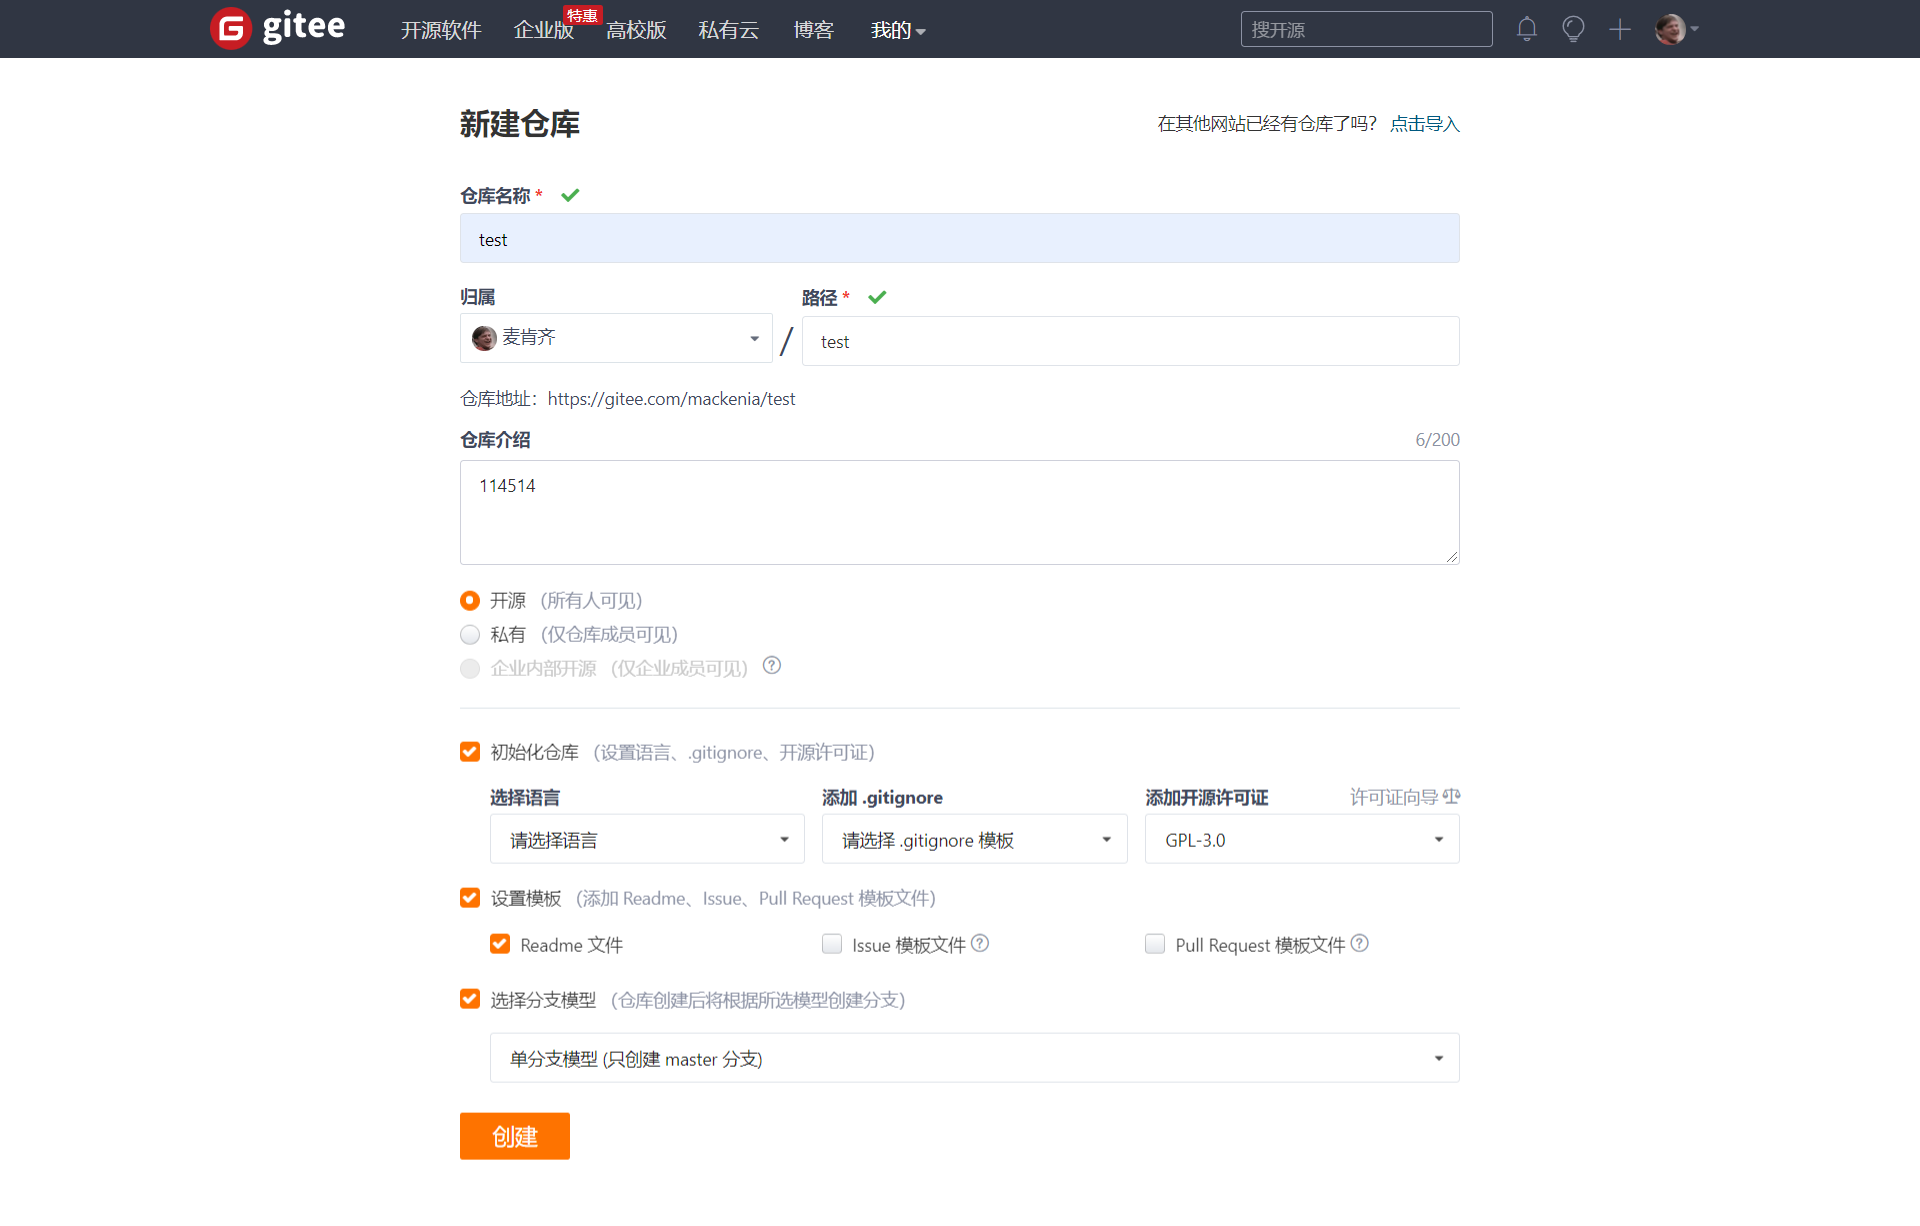 gitee 开源软件 企业版 特惠 高校版 私有云 博客 我的 搜开源
新建仓库 在其他网站已经有仓库了吗? 点击导入
仓库名称 *
test
归属 路径 *
麦肯齐 / test
仓库地址：https://gitee.com/mackenia/test
仓库介绍 6/200
114514
开源 （所有人可见）
私有 （仅仓库成员可见）
企业内部开源 （仅企业成员可见） ?
初始化仓库 （设置语言、.gitignore、开源许可证）
选择语言 添加 .gitignore 添加开源许可证 许可证向导
请选择语言 请选择 .gitignore 模板 GPL-3.0
设置模板 （添加 Readme、Issue、Pull Request 模板文件）
Readme 文件 Issue 模板文件 ? Pull Request 模板文件 ?
选择分支模型 （仓库创建后将根据所选模型创建分支）
单分支模型 (只创建 master 分支)
创建